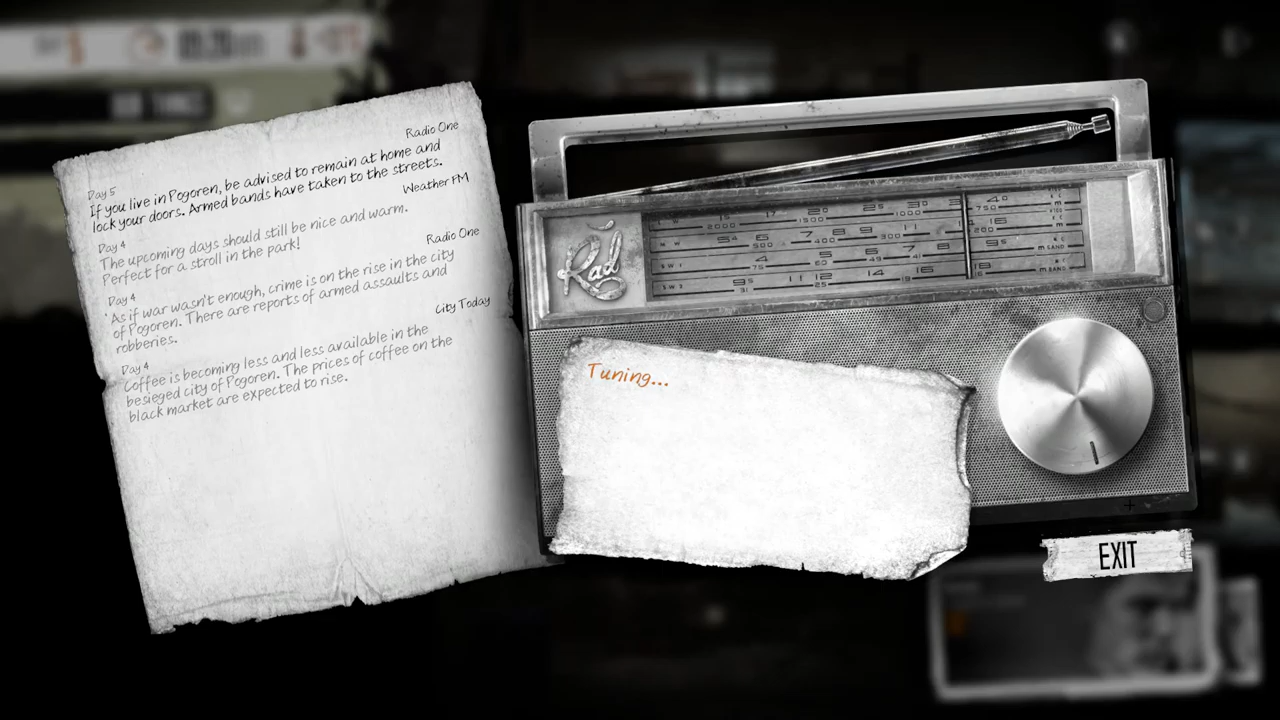 Radio One
Day 5
If you live in Pogoren, be advised to remain at home and
lock your doors. Armed bands have taken to the streets.
Weather FM
Day 4
The upcoming days should still be nice and warm.
Perfect for a stroll in the park!
Radio One
Day 4
As if war wasn't enough, crime is on the rise in the city
of Pogoren. There are reports of armed assaults and
robberies.
City Today
Day 4
Coffee is becoming less and less available in the
besieged city of Pogoren. The prices of coffee on the
black market are expected to rise.
Rad
Tuning...
EXIT